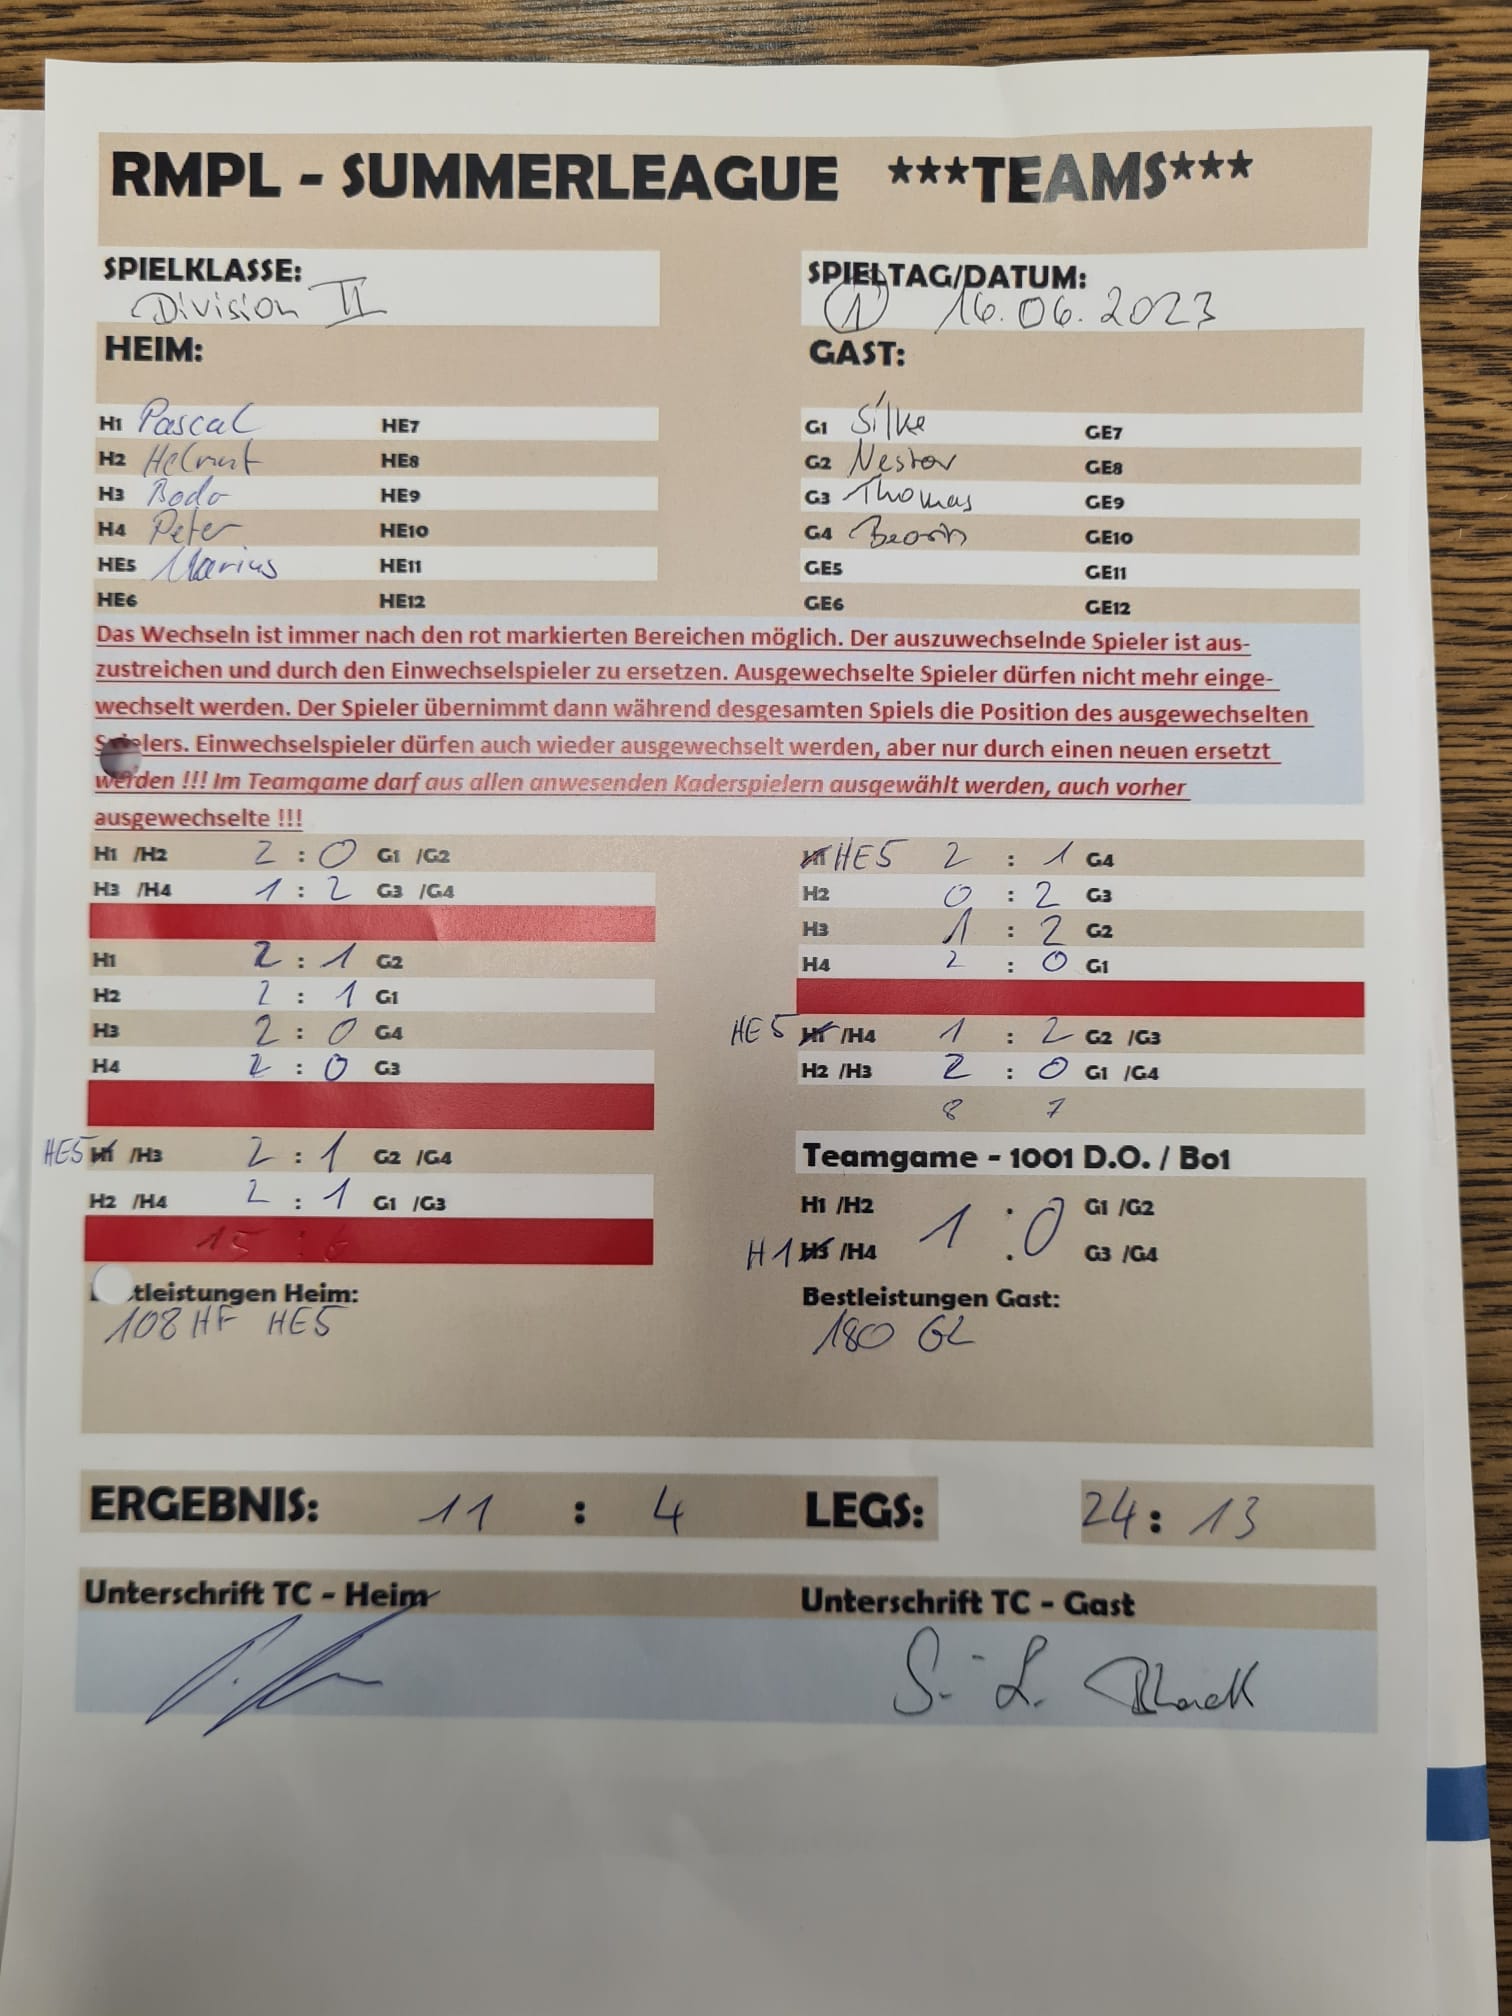 RMPL - SUMMERLEAGUE ***TEAMS***
SPIELKLASSE:
Division II
SPIELTAG/DATUM:
1 16.06.2023
HEIM:
GAST:
H1 Pascal HE7
H2 Helmut HE8
H3 Bodo HE9
H4 Peter HE10
HE5 Marius HE11
HE6 HE12
G1 Silke GE7
G2 Nestor GE8
G3 Thomas GE9
G4 GE10
GE5 GE11
GE6 GE12
Das Wechseln ist immer nach den rot markierten Bereichen möglich. Der auszuwechselnde Spieler ist aus-
zustreichen und durch den Einwechselspieler zu ersetzen. Ausgewechselte Spieler dürfen nicht mehr einge-
wechselt werden. Der Spieler übernimmt dann während desgesamten Spiels die Position des ausgewechselten
Spielers. Einwechselspieler dürfen auch wieder ausgewechselt werden, aber nur durch einen neuen ersetzt
werden !!! Im Teamgame darf aus allen anwesenden Kaderspielern ausgewählt werden, auch vorher
ausgewechselte !!!
H1 /H2 2 : 0 G1 /G2
H3 /H4 1 : 2 G3 /G4
H1 2 : 1 G2
H2 2 : 1 G1
H3 2 : 0 G4
H4 2 : 0 G3
HE5 H1 /H3 2 : 1 G2 /G4
H2 /H4 2 : 1 G1 /G3
15 : 6
H1 HE5 2 : 1 G4
H2 0 : 2 G3
H3 1 : 2 G2
H4 2 : 0 G1
HE5 H1 /H4 1 : 2 G2 /G3
H2 /H3 2 : 0 G1 /G4
8 7
Teamgame - 1001 D.O. / Bo1
H1 /H2 G1 /G2
1 : 0
H1 H3 /H4 G3 /G4
Bestleistungen Heim:
108 HF HE5
Bestleistungen Gast:
180 G2
ERGEBNIS: 11 : 4
LEGS: 24 : 13
Unterschrift TC - Heim
Unterschrift TC - Gast